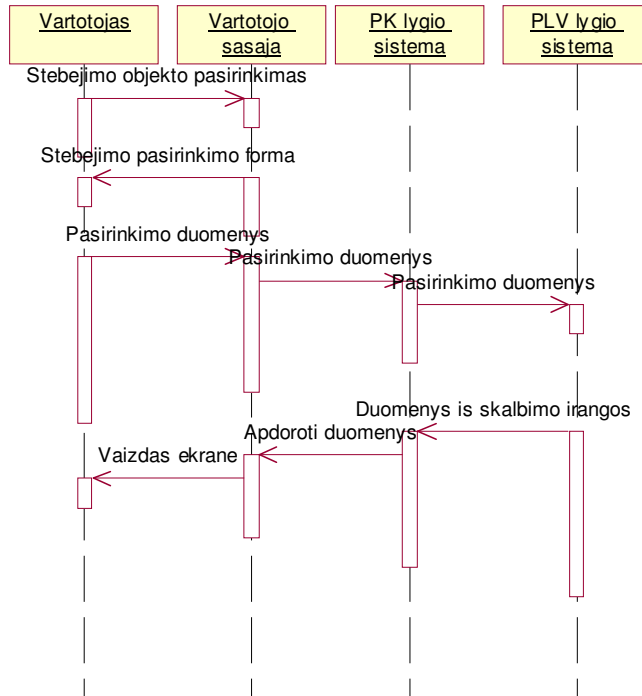 Vartotojas
Vartotojo
sasaja
PK lygio
sistema
PLV lygio
sistema
Stebejimo objekto pasirinkimas
Stebejimo pasirinkimo forma
Pasirinkimo duomenys
Pasirinkimo duomenys
Pasirinkimo duomenys
Duomenys is skalbimo irangos
Apdoroti duomenys
Vaizdas ekrane